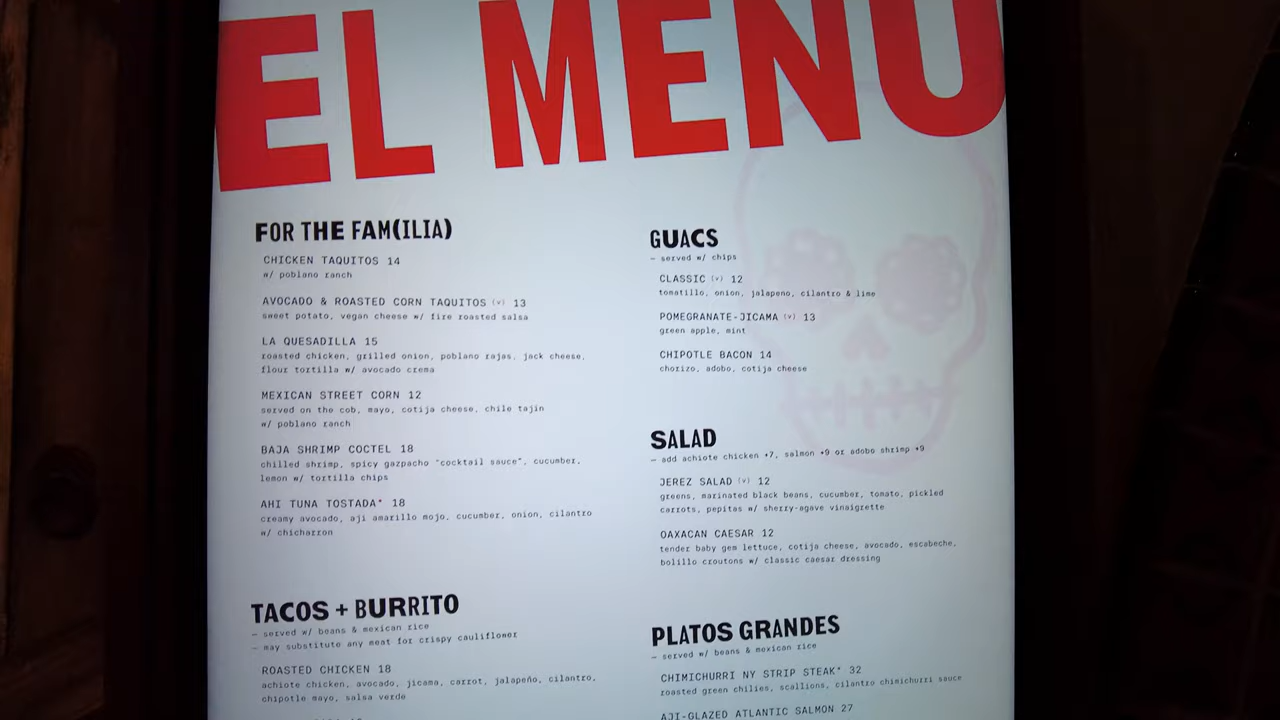 EL MENU
FOR THE FAM(ILIA)
CHICKEN TAQUITOS 14
w/ poblano ranch
AVOCADO & ROASTED CORN TAQUITOS (v) 13
sweet potato, vegan cheese w/ fire roasted salsa
LA QUESADILLA 15
roasted chicken, grilled onion, poblano rajas, jack cheese,
flour tortilla w/ avocado crema
MEXICAN STREET CORN 12
served on the cob, mayo, cotija cheese, chile tajin
w/ poblano ranch
BAJA SHRIMP COCTEL 18
chilled shrimp, spicy gazpacho "cocktail sauce", cucumber,
lemon w/ tortilla chips
AHI TUNA TOSTADA* 18
creamy avocado, aji amarillo mojo, cucumber, onion, cilantro
w/ chicharron
TACOS + BURRITO
– served w/ beans & mexican rice
– may substitute any meat for crispy cauliflower
ROASTED CHICKEN 18
achiote chicken, avocado, jicama, carrot, jalapeño, cilantro,
chipotle mayo, salsa verde
GUACS
– served w/ chips
CLASSIC (v) 12
tomatillo, onion, jalapeno, cilantro & lime
POMEGRANATE-JICAMA (v) 13
green apple, mint
CHIPOTLE BACON 14
chorizo, adobo, cotija cheese
SALAD
– add achiote chicken +7, salmon +9 or adobo shrimp +9
JEREZ SALAD (v) 12
greens, marinated black beans, cucumber, tomato, pickled
carrots, pepitas w/ sherry-agave vinaigrette
OAXACAN CAESAR 12
tender baby gem lettuce, cotija cheese, avocado, escabeche,
bolillo croutons w/ classic caesar dressing
PLATOS GRANDES
– served w/ beans & mexican rice
CHIMICHURRI NY STRIP STEAK* 32
roasted green chilies, scallions, cilantro chimichurri sauce
AJI-GLAZED ATLANTIC SALMON 27